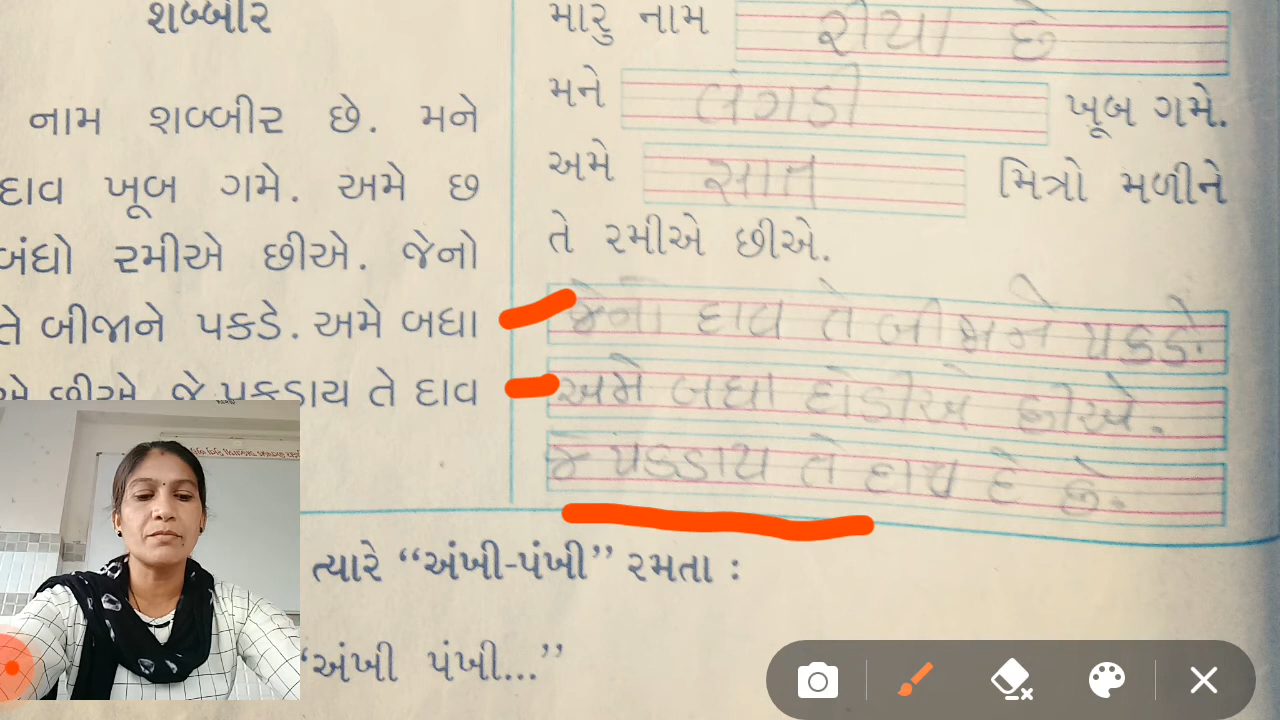 શબ્બીર
નામ શબ્બીર છે. મને
દાવ ખૂબ ગમે. અમે છ
બંધો રમીએ છીએ. જેનો
તે બીજાને પકડે. અમે બધા
એ છીએ. જે પકડાય તે દાવ
મારુ નામ રીયા છે
મને લંગડી ખૂબ ગમે.
અમે સાત મિત્રો મળીને
તે રમીએ છીએ.
જેનો દાવ તે બીજાને પકડે.
અમે બધા દોડીએ છીએ.
જે પકડાય તે દાવ દે છે.
ત્યારે “અંખી-પંખી” રમતા :
“અંખી પંખી...”